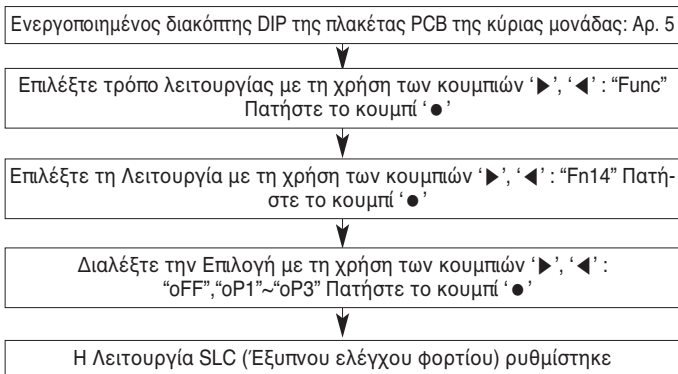 Ενεργοποιημένος διακόπτης DIP της πλακέτας PCB της κύριας μονάδας: Αρ. 5
Επιλέξτε τρόπο λειτουργίας με τη χρήση των κουμπιών ‘▶’, ‘◀’ : “Func”
Πατήστε το κουμπί ‘●’
Επιλέξτε τη Λειτουργία με τη χρήση των κουμπιών ‘▶’, ‘◀’ : “Fn14” Πατή-
στε το κουμπί ‘●’
Διαλέξτε την Επιλογή με τη χρήση των κουμπιών ‘▶’, ‘◀’ :
“oFF”,“oP1”~“oP3” Πατήστε το κουμπί ‘●’
Η Λειτουργία SLC (Έξυπνου ελέγχου φορτίου) ρυθμίστηκε